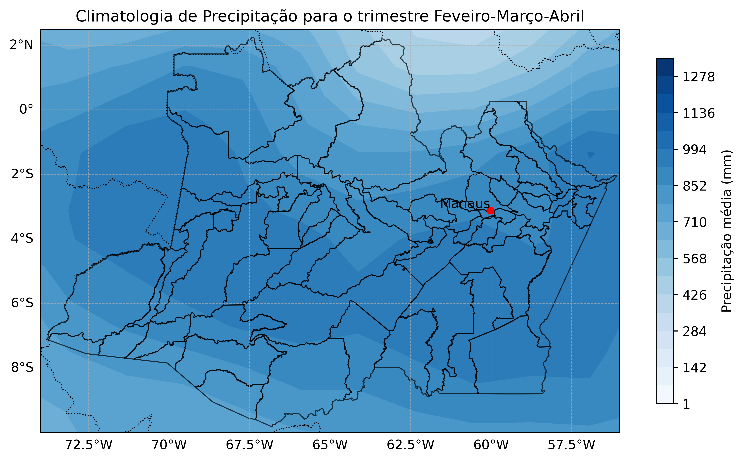 Climatologia de Precipitação para o trimestre Feveiro-Março-Abril
2°N
0°
2°S
4°S
6°S
8°S
72.5°W 70°W 67.5°W 65°W 62.5°W 60°W 57.5°W
Manaus
1278
1136
994
852
710
568
426
284
142
1
Precipitação média (mm)